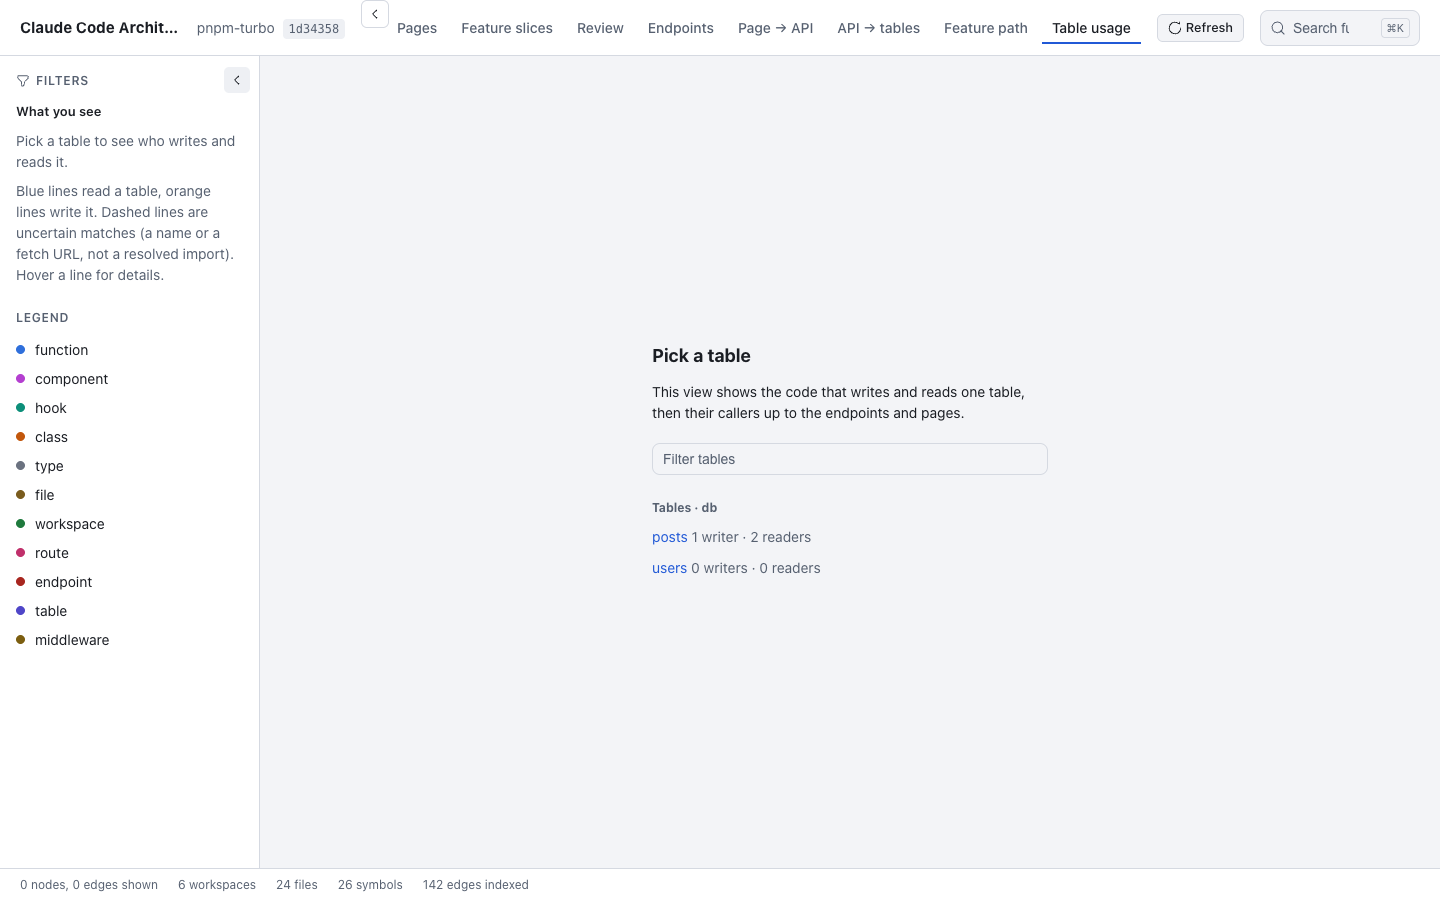 Claude Code Archit...
pnpm-turbo
1d34358
Pages
Feature slices
Review
Endpoints
Page → API
API → tables
Feature path
Table usage
Refresh
⌘K
FILTERS
What you see
Pick a table to see who writes and
reads it.
Blue lines read a table, orange
lines write it. Dashed lines are
uncertain matches (a name or a
fetch URL, not a resolved import).
Hover a line for details.
LEGEND
function
component
hook
class
type
file
workspace
route
endpoint
table
middleware
Pick a table
This view shows the code that writes and reads one table,
then their callers up to the endpoints and pages.
Filter tables
Tables · db
posts 1 writer · 2 readers
users 0 writers · 0 readers
0 nodes, 0 edges shown
6 workspaces
24 files
26 symbols
142 edges indexed